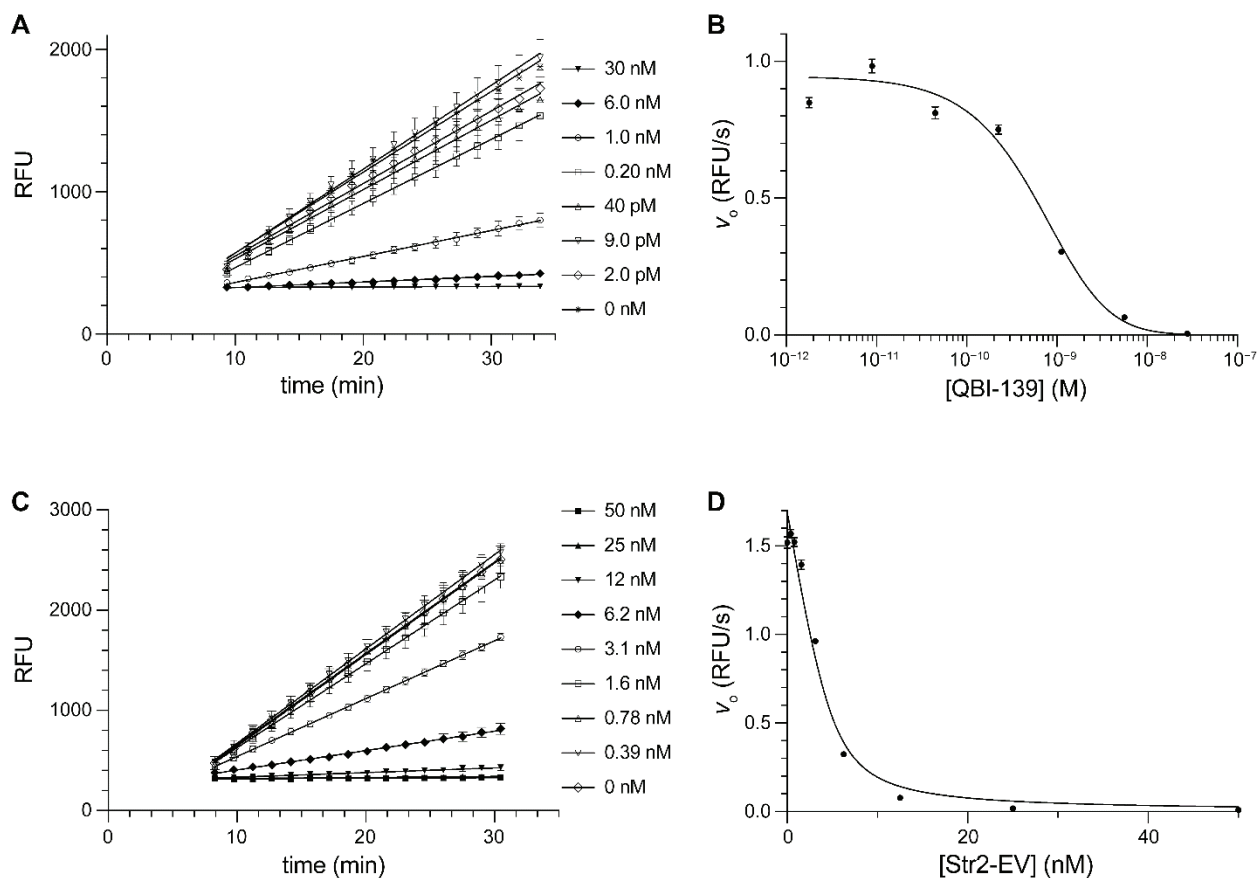 A
RFU
2000
1000
0
0
10
20
30
time (min)
30 nM
6.0 nM
1.0 nM
0.20 nM
40 pM
9.0 pM
2.0 pM
0 nM
B
vo (RFU/s)
1.0
0.5
0.0
10−12
10−11
10−10
10−9
10−8
10−7
[QBI-139] (M)
C
RFU
3000
2000
1000
0
0
10
20
30
time (min)
50 nM
25 nM
12 nM
6.2 nM
3.1 nM
1.6 nM
0.78 nM
0.39 nM
0 nM
D
vo (RFU/s)
1.5
1.0
0.5
0.0
0
20
40
[Str2-EV] (nM)